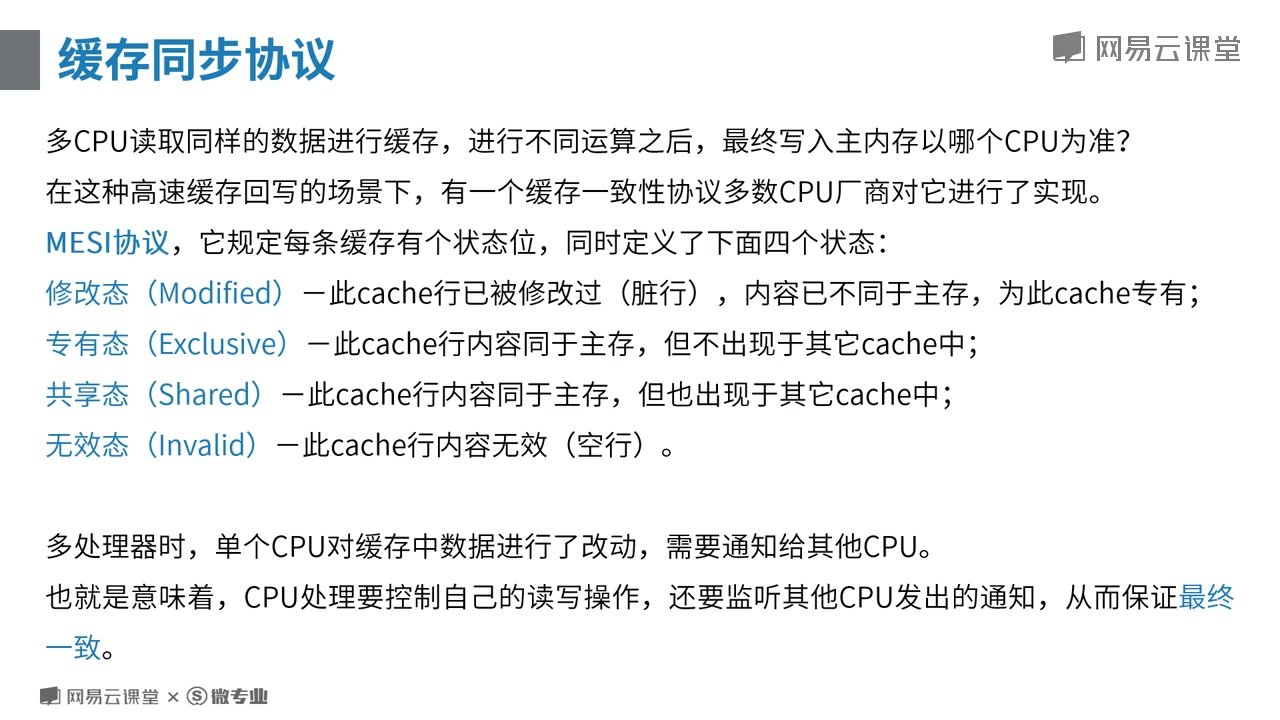 缓存同步协议
网易云课堂
多CPU读取同样的数据进行缓存，进行不同运算之后，最终写入主内存以哪个CPU为准？
在这种高速缓存回写的场景下，有一个缓存一致性协议多数CPU厂商对它进行了实现。
MESI协议，它规定每条缓存有个状态位，同时定义了下面四个状态：
修改态（Modified）－此cache行已被修改过（脏行），内容已不同于主存，为此cache专有；
专有态（Exclusive）－此cache行内容同于主存，但不出现于其它cache中；
共享态（Shared）－此cache行内容同于主存，但也出现于其它cache中；
无效态（Invalid）－此cache行内容无效（空行）。
多处理器时，单个CPU对缓存中数据进行了改动，需要通知给其他CPU。
也就是意味着，CPU处理要控制自己的读写操作，还要监听其他CPU发出的通知，从而保证最终
一致。
网易云课堂 × S 微专业